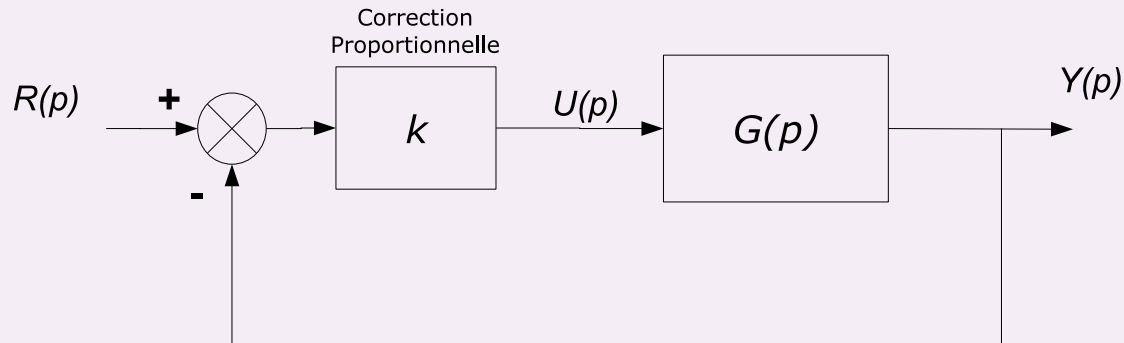 Correction
Proportionnelle
R(p)
+
k
U(p)
G(p)
Y(p)
-